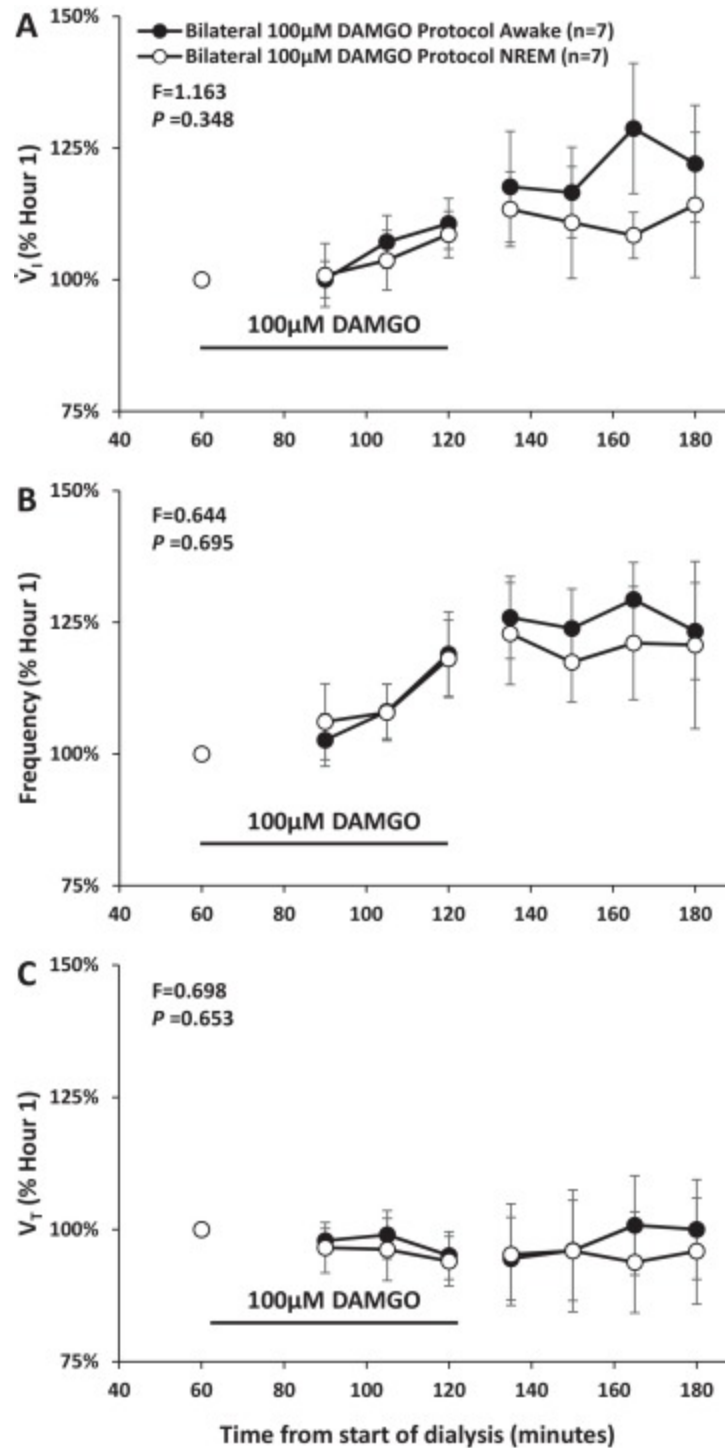 A
150%
Bilateral 100µM DAMGO Protocol Awake (n=7)
Bilateral 100µM DAMGO Protocol NREM (n=7)
F=1.163
P =0.348
125%
100%
75%
V̇I (% Hour 1)
100µM DAMGO
40 60 80 100 120 140 160 180
B
150%
F=0.644
P =0.695
125%
100%
75%
Frequency (% Hour 1)
100µM DAMGO
40 60 80 100 120 140 160 180
C
150%
F=0.698
P =0.653
125%
100%
75%
VT (% Hour 1)
100µM DAMGO
40 60 80 100 120 140 160 180
Time from start of dialysis (minutes)